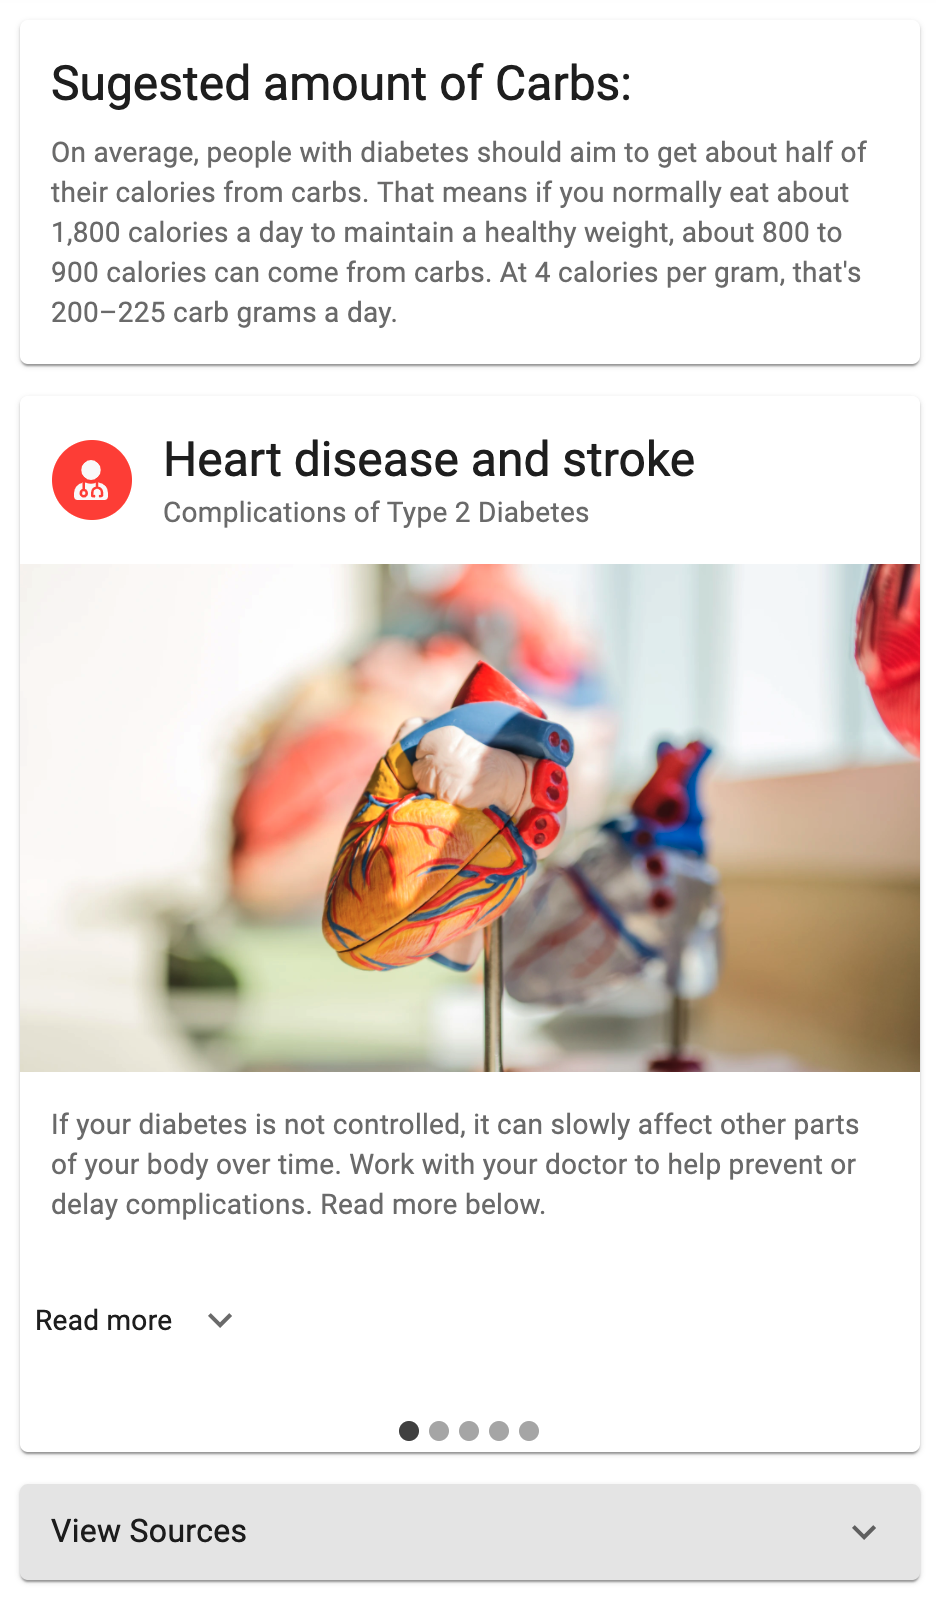 Sugested amount of Carbs:
On average, people with diabetes should aim to get about half of
their calories from carbs. That means if you normally eat about
1,800 calories a day to maintain a healthy weight, about 800 to
900 calories can come from carbs. At 4 calories per gram, that's
200–225 carb grams a day.
Heart disease and stroke
Complications of Type 2 Diabetes
If your diabetes is not controlled, it can slowly affect other parts
of your body over time. Work with your doctor to help prevent or
delay complications. Read more below.
Read more
View Sources